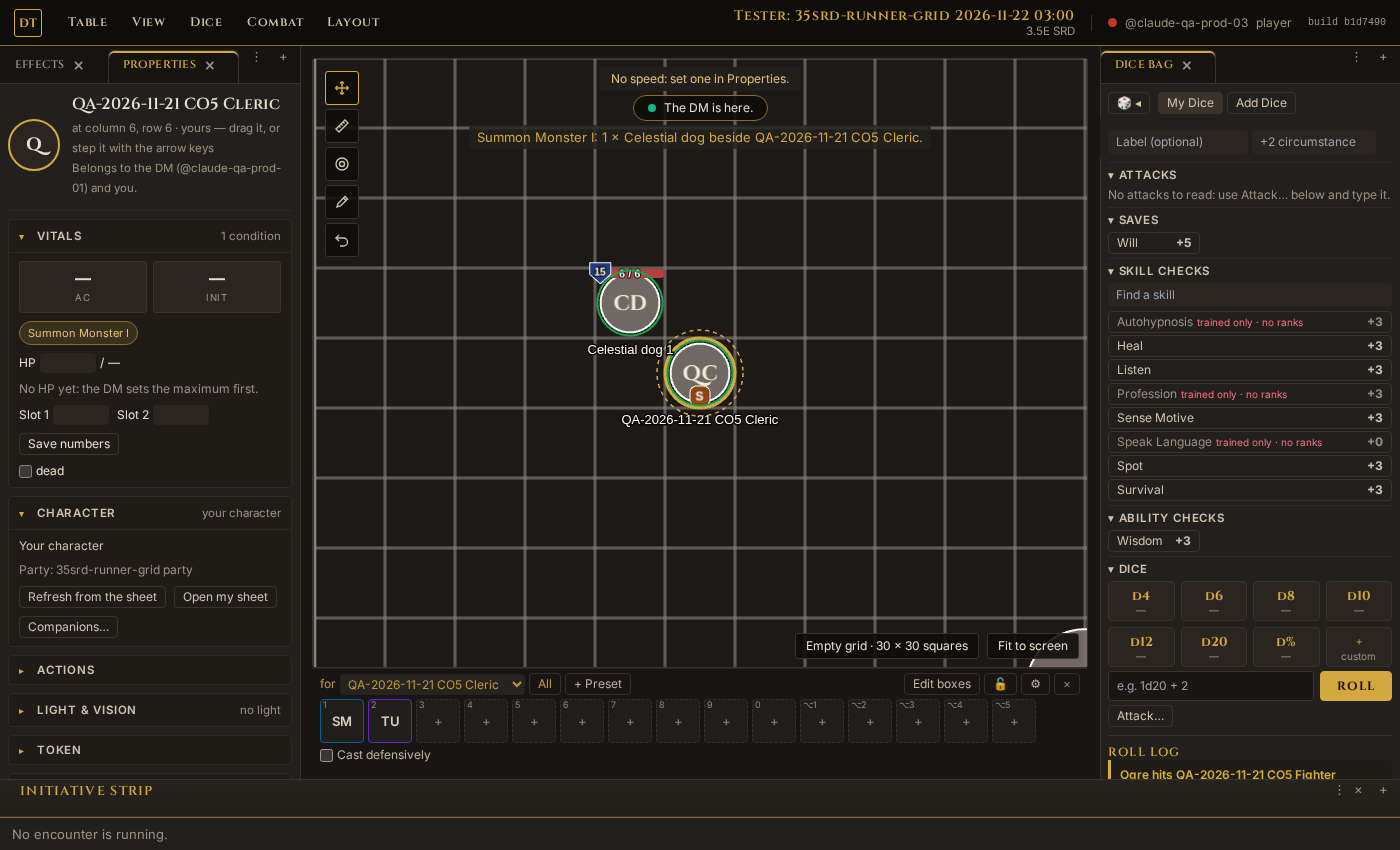 DT
TABLE
VIEW
DICE
COMBAT
LAYOUT
TESTER: 35SRD-RUNNER-GRID 2026-11-22 03:00
3.5E SRD
@claude-qa-prod-03 player
build b1d7490
EFFECTS ×
PROPERTIES ×
⋮ +
Q
QA-2026-11-21 CO5 CLERIC
at column 6, row 6 · yours — drag it, or
step it with the arrow keys
Belongs to the DM (@claude-qa-prod-
01) and you.
▾ VITALS 1 condition
—
AC
—
INIT
Summon Monster I
HP / —
No HP yet: the DM sets the maximum first.
Slot 1 Slot 2
Save numbers
dead
▾ CHARACTER your character
Your character
Party: 35srd-runner-grid party
Refresh from the sheet
Open my sheet
Companions…
▸ ACTIONS
▸ LIGHT & VISION no light
▸ TOKEN
No speed: set one in Properties.
The DM is here.
Summon Monster I: 1 × Celestial dog beside QA-2026-11-21 CO5 Cleric.
15
6 / 6
CD
Celestial dog 1
QC
S
QA-2026-11-21 CO5 Cleric
Empty grid · 30 × 30 squares
Fit to screen
for QA-2026-11-21 CO5 Cleric
All
+ Preset
Edit boxes
×
1 SM
2 TU
3 +
4 +
5 +
6 +
7 +
8 +
9 +
0 +
⌥1 +
⌥2 +
⌥3 +
⌥4 +
⌥5 +
Cast defensively
DICE BAG ×
⋮ +
◂
My Dice
Add Dice
Label (optional)
+2 circumstance
▾ ATTACKS
No attacks to read: use Attack… below and type it.
▾ SAVES
Will +5
▾ SKILL CHECKS
Find a skill
Autohypnosis trained only · no ranks +3
Heal +3
Listen +3
Profession trained only · no ranks +3
Sense Motive +3
Speak Language trained only · no ranks +0
Spot +3
Survival +3
▾ ABILITY CHECKS
Wisdom +3
▾ DICE
D4 —
D6 —
D8 —
D10 —
D12 —
D20 —
D% —
+ custom
e.g. 1d20 + 2
ROLL
Attack…
ROLL LOG
Ogre hits QA-2026-11-21 CO5 Fighter
INITIATIVE STRIP
⋮ × +
No encounter is running.